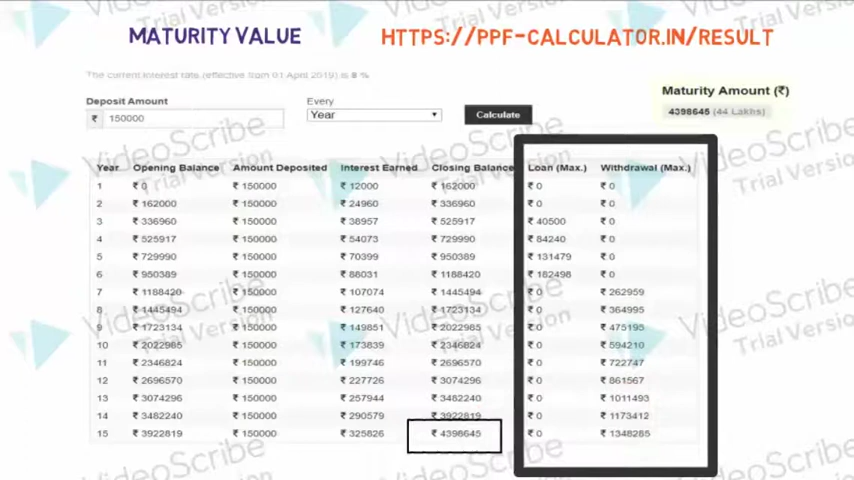 MATURITY VALUE
HTTPS://PPF-CALCULATOR.IN/RESULT
The current interest rate (effective from 01 April 2019) is 8 %
Maturity Amount (₹)
4398645 (44 Lakhs)
Deposit Amount
Every
₹ 150000
Year
Calculate
Year Opening Balance Amount Deposited Interest Earned Closing Balance Loan (Max.) Withdrawal (Max.)
1 ₹ 0 ₹ 150000 ₹ 12000 ₹ 162000 ₹ 0 ₹ 0
2 ₹ 162000 ₹ 150000 ₹ 24960 ₹ 336960 ₹ 0 ₹ 0
3 ₹ 336960 ₹ 150000 ₹ 38957 ₹ 525917 ₹ 40500 ₹ 0
4 ₹ 525917 ₹ 150000 ₹ 54073 ₹ 729990 ₹ 84240 ₹ 0
5 ₹ 729990 ₹ 150000 ₹ 70399 ₹ 950389 ₹ 131479 ₹ 0
6 ₹ 950389 ₹ 150000 ₹ 88031 ₹ 1188420 ₹ 182498 ₹ 0
7 ₹ 1188420 ₹ 150000 ₹ 107074 ₹ 1445494 ₹ 0 ₹ 262959
8 ₹ 1445494 ₹ 150000 ₹ 127640 ₹ 1723134 ₹ 0 ₹ 364995
9 ₹ 1723134 ₹ 150000 ₹ 149851 ₹ 2022985 ₹ 0 ₹ 475195
10 ₹ 2022985 ₹ 150000 ₹ 173839 ₹ 2346824 ₹ 0 ₹ 594210
11 ₹ 2346824 ₹ 150000 ₹ 199746 ₹ 2696570 ₹ 0 ₹ 722747
12 ₹ 2696570 ₹ 150000 ₹ 227726 ₹ 3074296 ₹ 0 ₹ 861567
13 ₹ 3074296 ₹ 150000 ₹ 257944 ₹ 3482240 ₹ 0 ₹ 1011493
14 ₹ 3482240 ₹ 150000 ₹ 290579 ₹ 3922819 ₹ 0 ₹ 1173412
15 ₹ 3922819 ₹ 150000 ₹ 325826 ₹ 4398645 ₹ 0 ₹ 1348285
VideoScribe
Trial Version